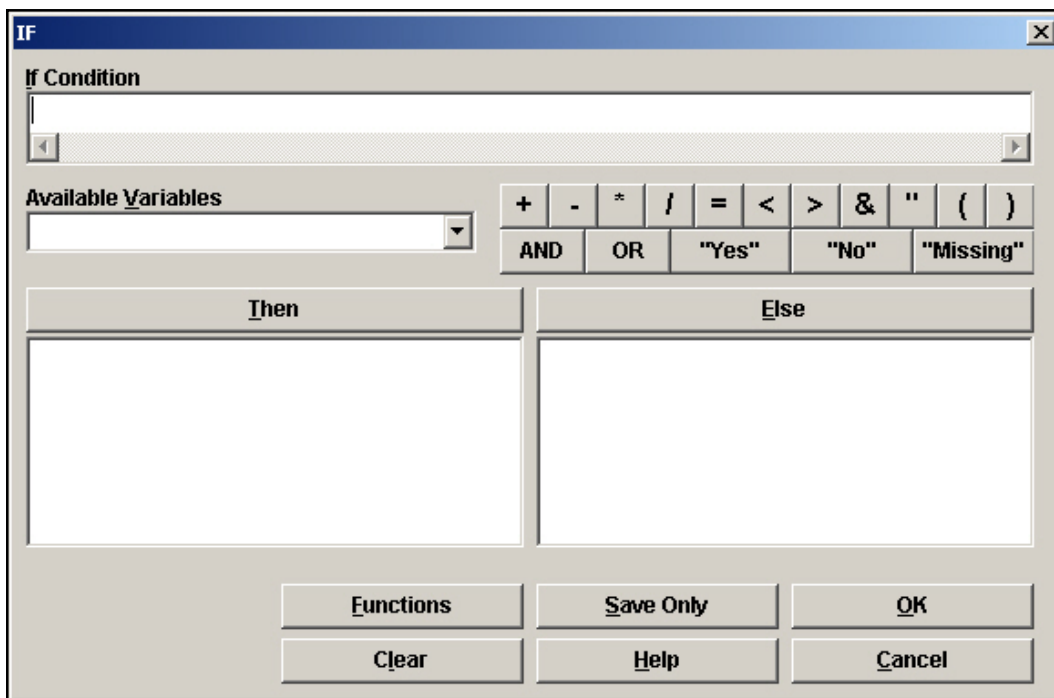 IF
If Condition
Available Variables
+ - * / = < > & " ( )
AND OR "Yes" "No" "Missing"
Then Else
Functions Save Only OK
Clear Help Cancel